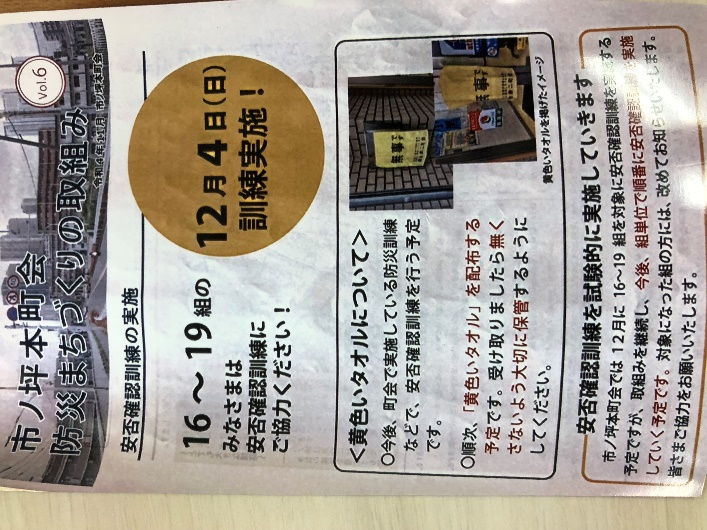 市ノ坪本町会
防災まちづくりの取組み
Vol.6
安否確認訓練の実施
16～19組の
みなさまは
安否確認訓練に
ご協力ください！
12月4日(日)
訓練実施！
＜黄色いタオルについて＞
〇今後、町会で実施している防災訓練
などで、安否確認訓練を行う予定
です。
〇順次、「黄色いタオル」を配布する
予定です。受け取りましたら無く
さないよう大切に保管するように
してください。
無事で
無事で
黄色いタオルを掲げたイメージ
安否確認訓練を試験的に実施していきます
市ノ坪本町会では12月に16～19組を対象に安否確認訓練を実施する
予定ですが、取組みを継続し、今後、組単位で順番に安否確認訓練を実施
していく予定です。対象になった組の方には、改めてお知らせいたします。
皆さまご協力をお願いいたします。